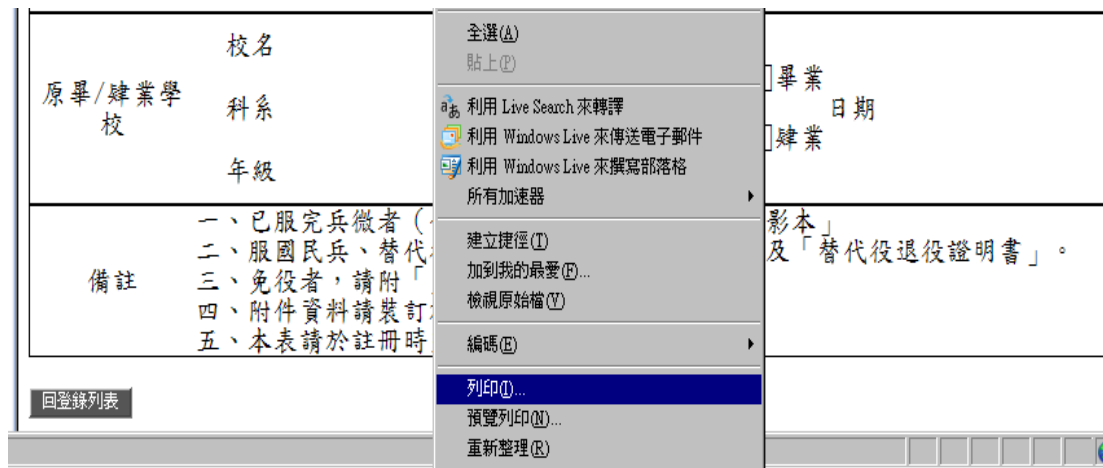 校名
原畢/肄業學
校
科系
年級
畢業
日期
肄業
備註
一、已服完兵微者（
影本」
二、服國民兵、替代
及「替代役退役證明書」。
三、免役者，請附「
四、附件資料請裝訂
五、本表請於註冊時
回登錄列表
全選(A)
貼上(P)
利用 Live Search 來轉譯
利用 Windows Live 來傳送電子郵件
利用 Windows Live 來撰寫部落格
所有加速器
建立捷徑(T)
加到我的最愛(F)...
檢視原始檔(V)
編碼(E)
列印(I)...
預覽列印(N)...
重新整理(R)